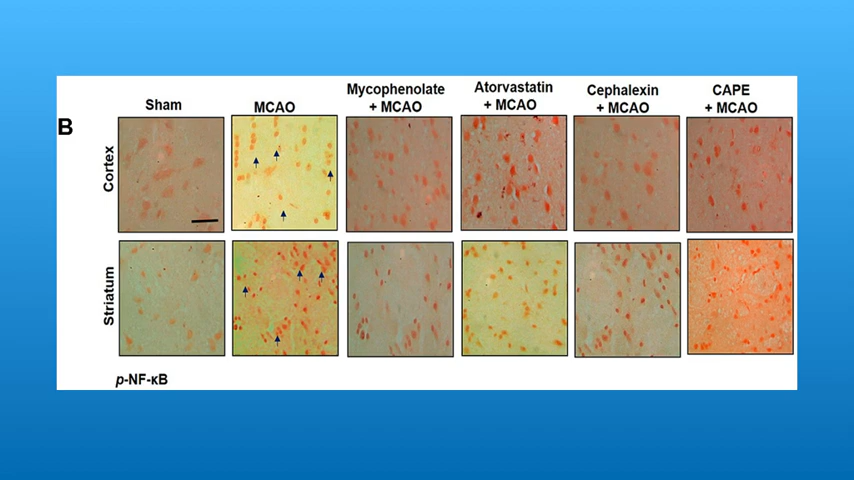 Sham
MCAO
Mycophenolate
+ MCAO
Atorvastatin
+ MCAO
Cephalexin
+ MCAO
CAPE
+ MCAO
B
Cortex
Striatum
p-NF-κB